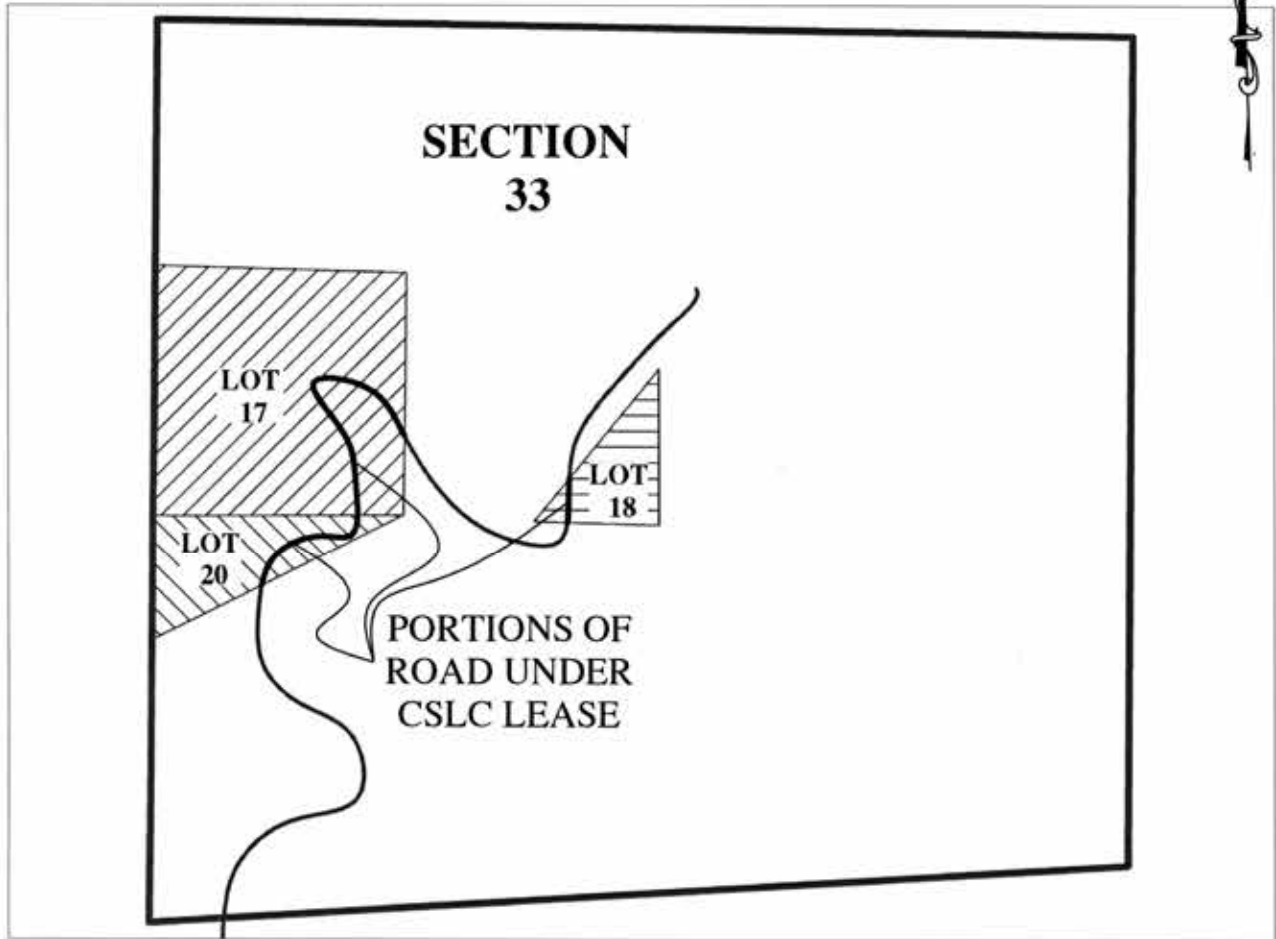 SECTION
33
LOT
17
LOT
18
LOT
20
PORTIONS OF
ROAD UNDER
CSLC LEASE